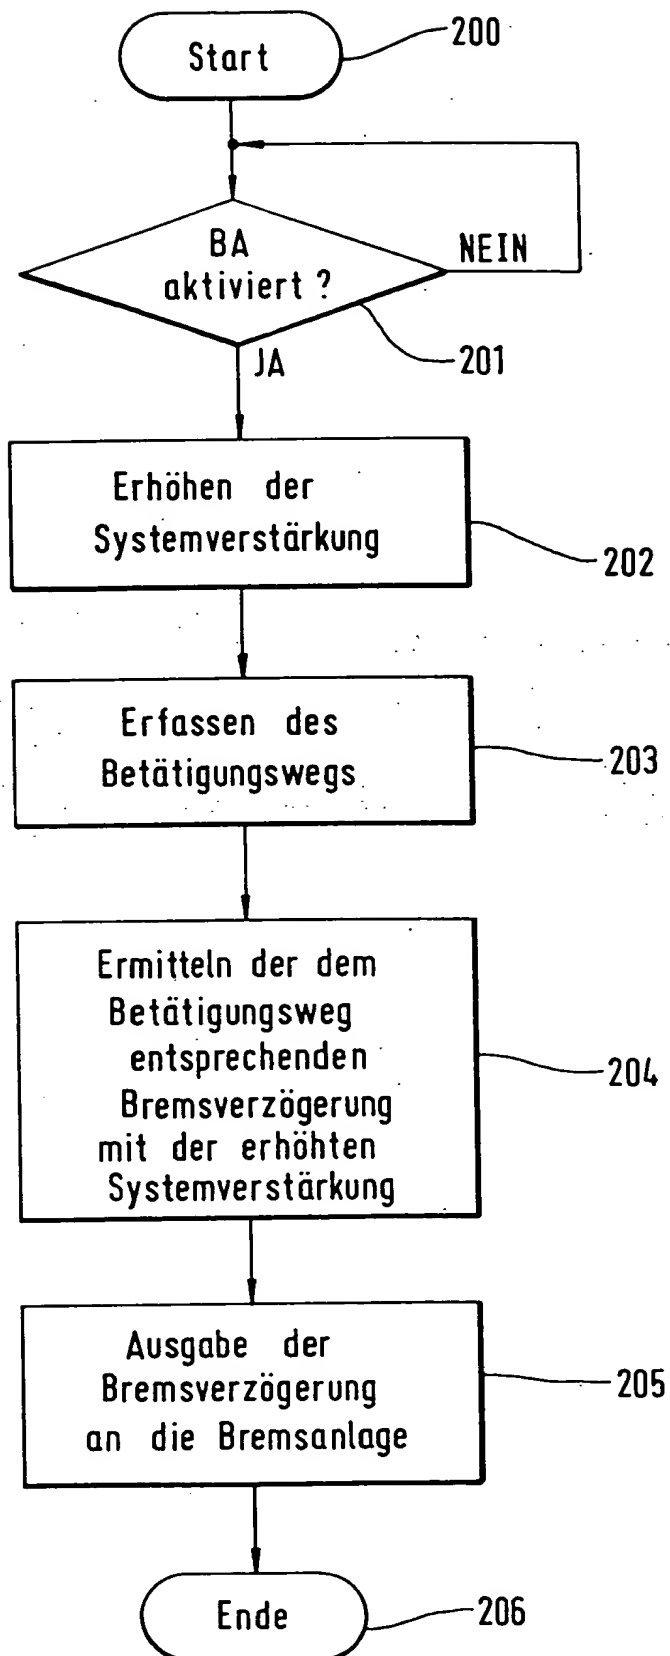 Start
200
BA
aktiviert ?
NEIN
201
JA
Erhöhen der
Systemverstärkung
202
Erfassen des
Betätigungswegs
203
Ermitteln der dem
Betätigungsweg
entsprechenden
Bremsverzögerung
mit der erhöhten
Systemverstärkung
204
Ausgabe der
Bremsverzögerung
an die Bremsanlage
205
Ende
206